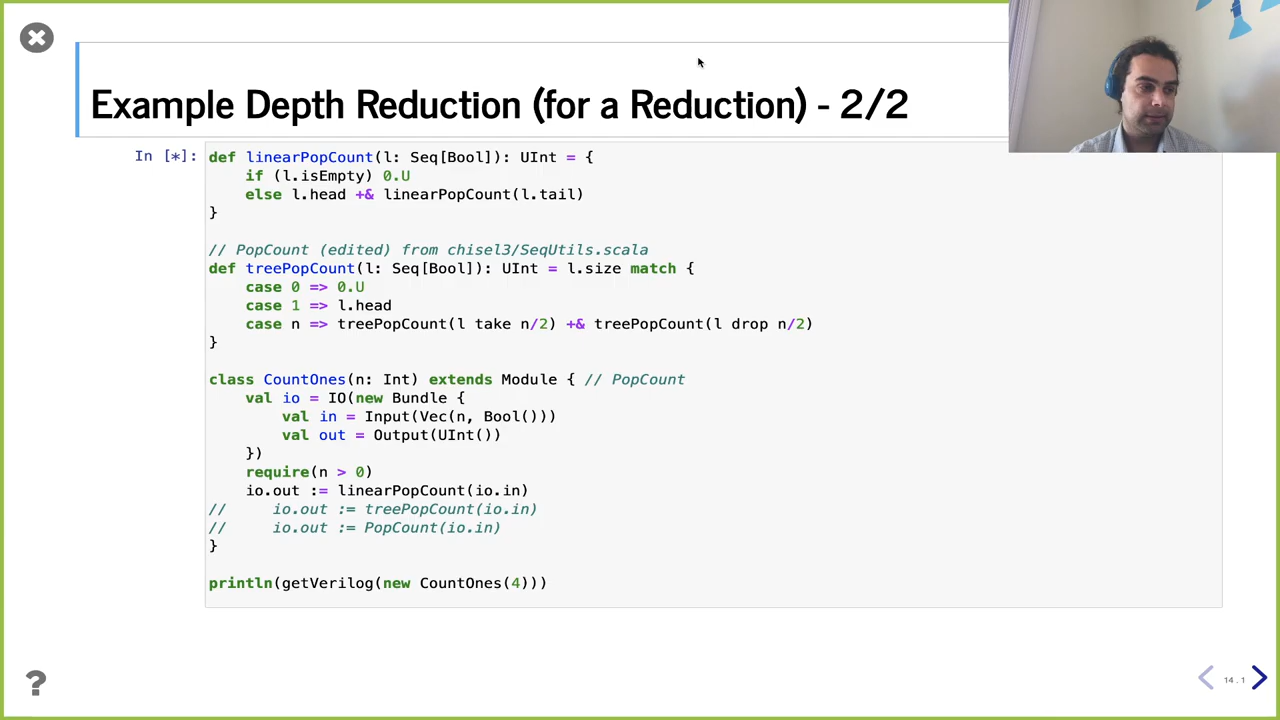 Example Depth Reduction (for a Reduction) - 2/2
In [*]:
def linearPopCount(l: Seq[Bool]): UInt = {
    if (l.isEmpty) 0.U
    else l.head +& linearPopCount(l.tail)
}
// PopCount (edited) from chisel3/SeqUtils.scala
def treePopCount(l: Seq[Bool]): UInt = l.size match {
    case 0 => 0.U
    case 1 => l.head
    case n => treePopCount(l take n/2) +& treePopCount(l drop n/2)
}
class CountOnes(n: Int) extends Module { // PopCount
    val io = IO(new Bundle {
        val in = Input(Vec(n, Bool()))
        val out = Output(UInt())
    })
    require(n > 0)
    io.out := linearPopCount(io.in)
//     io.out := treePopCount(io.in)
//     io.out := PopCount(io.in)
}
println(getVerilog(new CountOnes(4)))
?
14.1